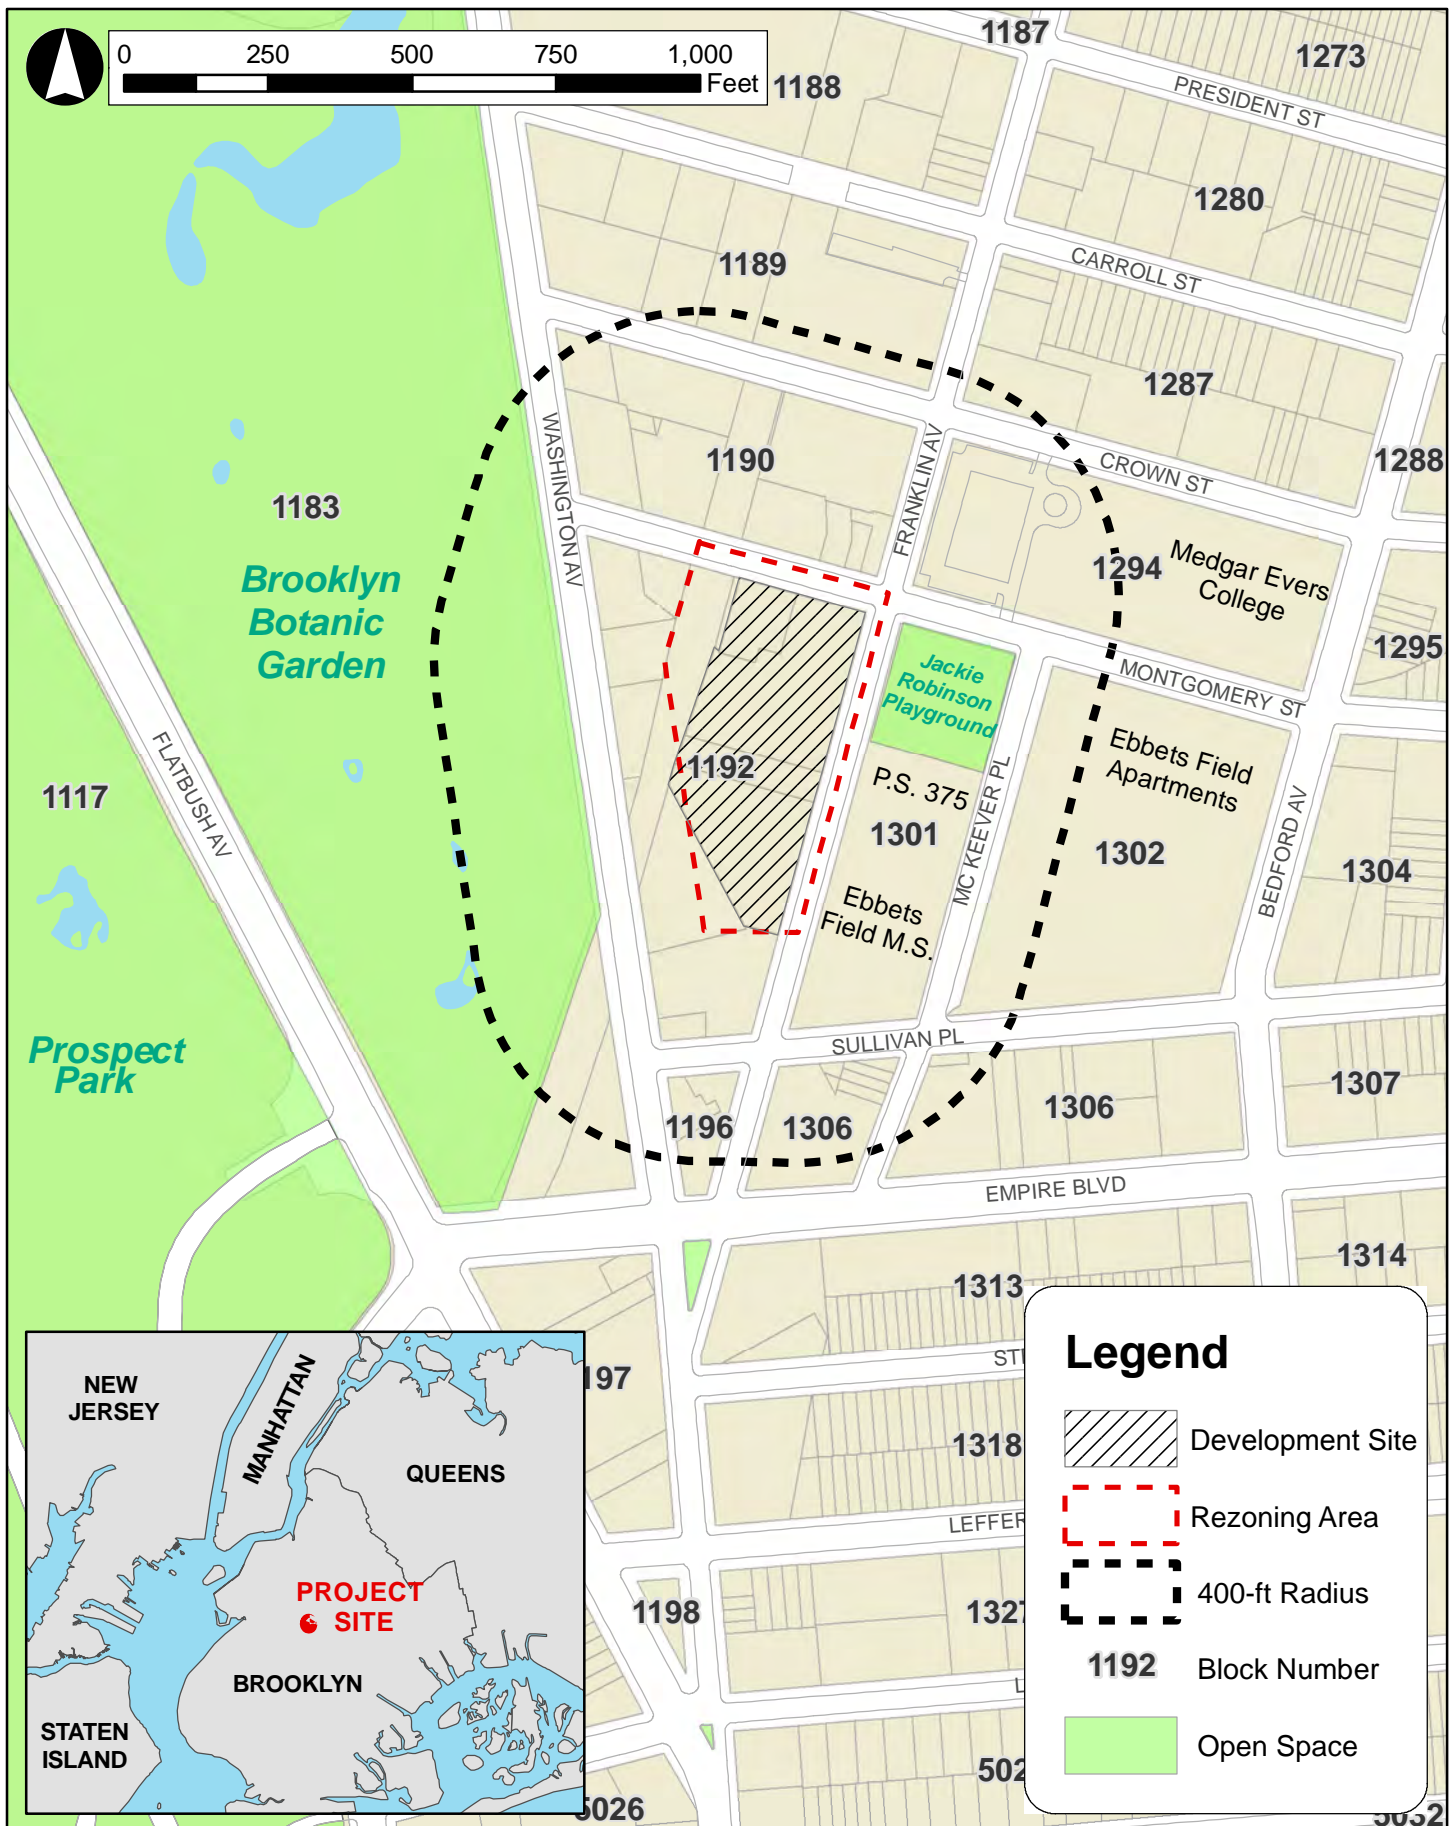 0 250 500 750 1,000
Feet
1187
1273
1188
PRESIDENT ST
1280
1189
CARROLL ST
1287
WASHINGTON AV
1190
FRANKLIN AV
CROWN ST
1288
1183
Brooklyn
Botanic
Garden
1294
Medgar Evers
College
1295
Jackie
Robinson
Playground
MONTGOMERY ST
FLATBUSH AV
1117
1192
P.S. 375
1301
MC KEEVER PL
Ebbets Field
Apartments
1302
BEDFORD AV
1304
Ebbets
Field M.S.
Prospect
Park
SULLIVAN PL
1196
1306
1306
1307
EMPIRE BLVD
1313
1314
197
1318
LEFFER
1198
1327
502
5026
5032
NEW
JERSEY
MANHATTAN
QUEENS
PROJECT
SITE
BROOKLYN
STATEN
ISLAND
Legend
Development Site
Rezoning Area
400-ft Radius
1192 Block Number
Open Space